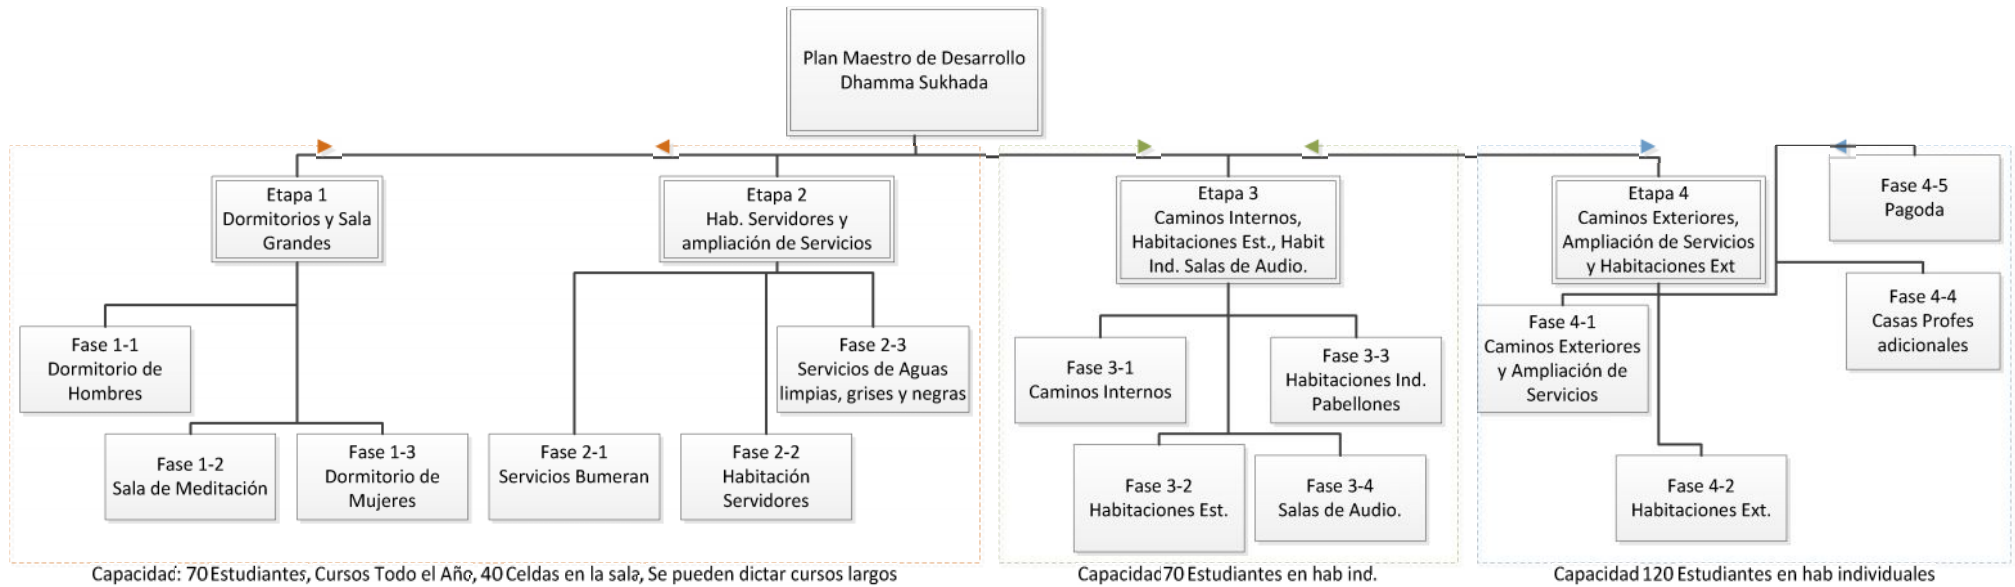 Plan Maestro de Desarrollo
Dhamma Sukhada
Etapa 1
Dormitorios y Sala
Grandes
Etapa 2
Hab. Servidores y
ampliación de Servicios
Etapa 3
Caminos Internos,
Habitaciones Est., Habit
Ind. Salas de Audio.
Etapa 4
Caminos Exteriores,
Ampliación de Servicios
y Habitaciones Ext
Fase 4-5
Pagoda
Fase 1-1
Dormitorio de
Hombres
Fase 1-2
Sala de Meditación
Fase 1-3
Dormitorio de
Mujeres
Fase 2-1
Servicios Bumeran
Fase 2-2
Habitación
Servidores
Fase 2-3
Servicios de Aguas
limpias, grises y negras
Fase 3-1
Caminos Internos
Fase 3-2
Habitaciones Est.
Fase 3-3
Habitaciones Ind.
Pabellones
Fase 3-4
Salas de Audio.
Fase 4-1
Caminos Exteriores
y Ampliación de
Servicios
Fase 4-2
Habitaciones Ext.
Fase 4-4
Casas Profes
adicionales
Capacidad: 70 Estudiantes, Cursos Todo el Año, 40 Celdas en la sala, Se pueden dictar cursos largos
Capacidad 70 Estudiantes en hab ind.
Capacidad 120 Estudiantes en hab individuales